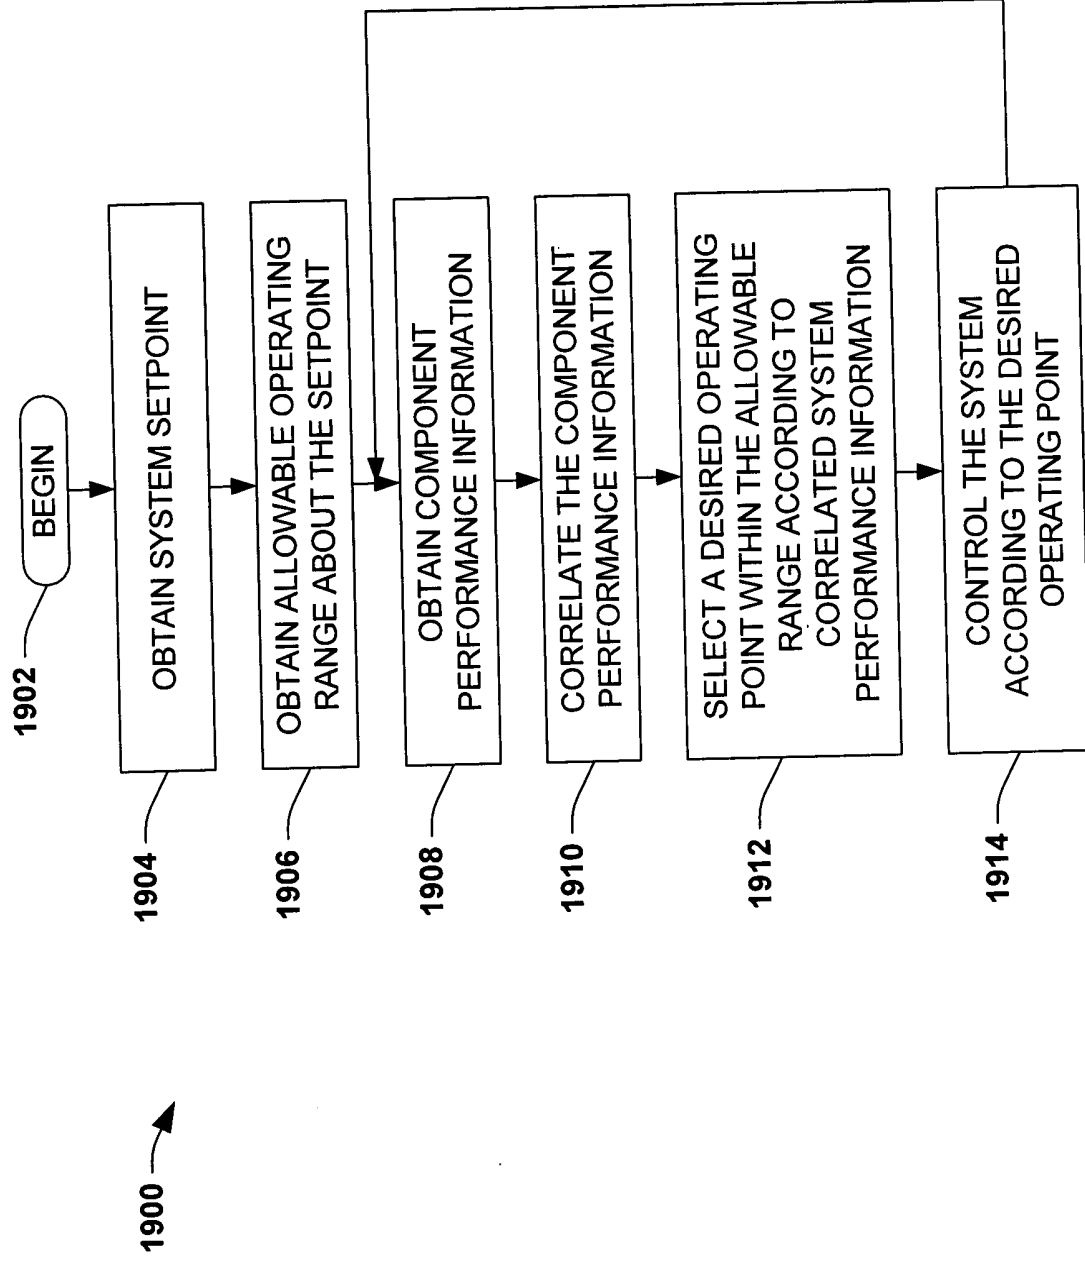 1900
1902
BEGIN
1904
OBTAIN SYSTEM SETPOINT
1906
OBTAIN ALLOWABLE OPERATING
RANGE ABOUT THE SETPOINT
1908
OBTAIN COMPONENT
PERFORMANCE INFORMATION
1910
CORRELATE THE COMPONENT
PERFORMANCE INFORMATION
1912
SELECT A DESIRED OPERATING
POINT WITHIN THE ALLOWABLE
RANGE ACCORDING TO
CORRELATED SYSTEM
PERFORMANCE INFORMATION
1914
CONTROL THE SYSTEM
ACCORDING TO THE DESIRED
OPERATING POINT